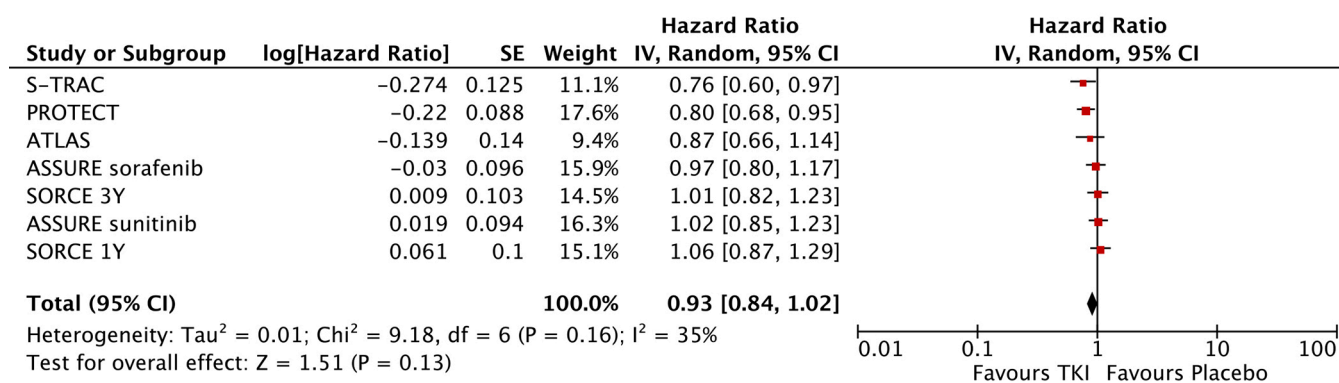 Hazard Ratio Hazard Ratio
Study or Subgroup log[Hazard Ratio] SE Weight IV, Random, 95% CI IV, Random, 95% CI
S-TRAC -0.274 0.125 11.1% 0.76 [0.60, 0.97]
PROTECT -0.22 0.088 17.6% 0.80 [0.68, 0.95]
ATLAS -0.139 0.14 9.4% 0.87 [0.66, 1.14]
ASSURE sorafenib -0.03 0.096 15.9% 0.97 [0.80, 1.17]
SORCE 3Y 0.009 0.103 14.5% 1.01 [0.82, 1.23]
ASSURE sunitinib 0.019 0.094 16.3% 1.02 [0.85, 1.23]
SORCE 1Y 0.061 0.1 15.1% 1.06 [0.87, 1.29]
Total (95% CI) 100.0% 0.93 [0.84, 1.02]
Heterogeneity: Tau² = 0.01; Chi² = 9.18, df = 6 (P = 0.16); I² = 35%
Test for overall effect: Z = 1.51 (P = 0.13)
0.01 0.1 1 10 100
Favours TKI Favours Placebo